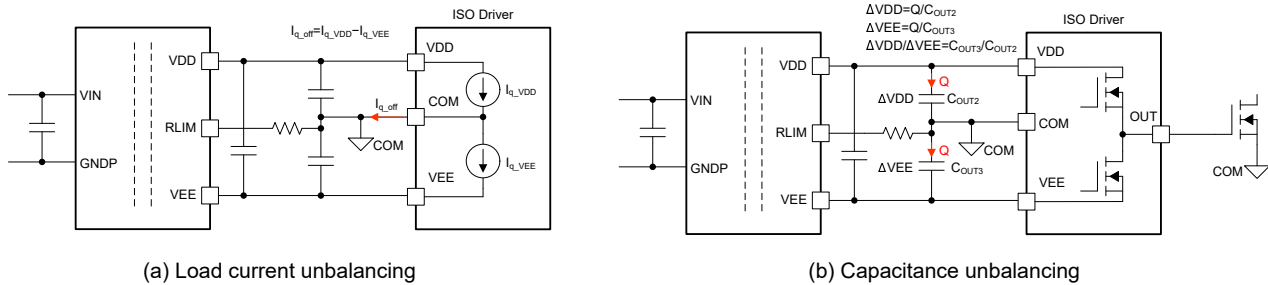 I_q_off=I_q_VDD−I_q_VEE
ISO Driver
VDD
VDD
VIN
I_q_VDD
COM
I_q_off
RLIM
COM
I_q_VEE
GNDP
VEE
VEE
(a) Load current unbalancing
ΔVDD=Q/C_OUT2
ΔVEE=Q/C_OUT3
ΔVDD/ΔVEE=C_OUT3/C_OUT2
ISO Driver
VDD
VDD
Q
VIN
ΔVDD
C_OUT2
COM
OUT
RLIM
COM
Q
GNDP
ΔVEE
C_OUT3
COM
VEE
VEE
(b) Capacitance unbalancing